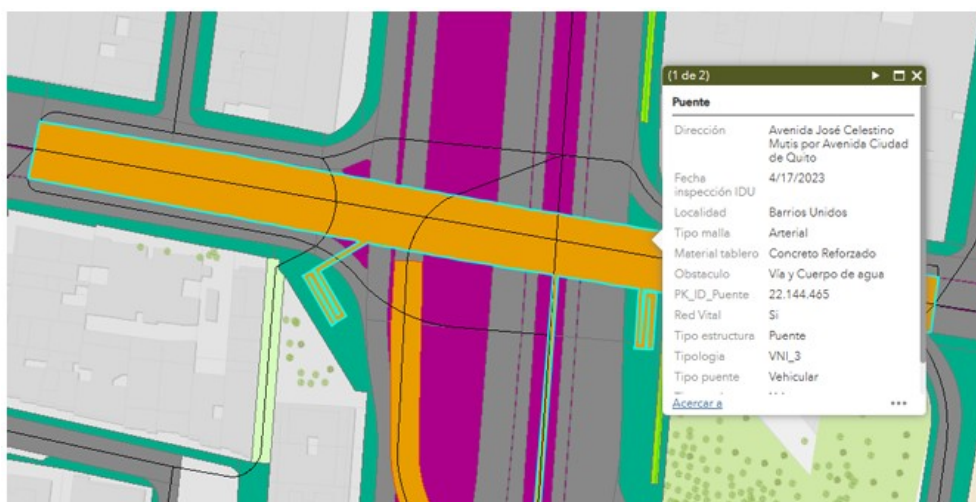 (1 de 2)
Puente
Dirección Avenida José Celestino
Mutis por Avenida Ciudad
de Quito
Fecha 4/17/2023
inspección IDU
Localidad Barrios Unidos
Tipo malla Arterial
Material tablero Concreto Reforzado
Obstaculo Vía y Cuerpo de agua
PK_ID_Puente 22.144.465
Red Vital Si
Tipo estructura Puente
Tipologia VNI_3
Tipo puente Vehicular
Acercar a